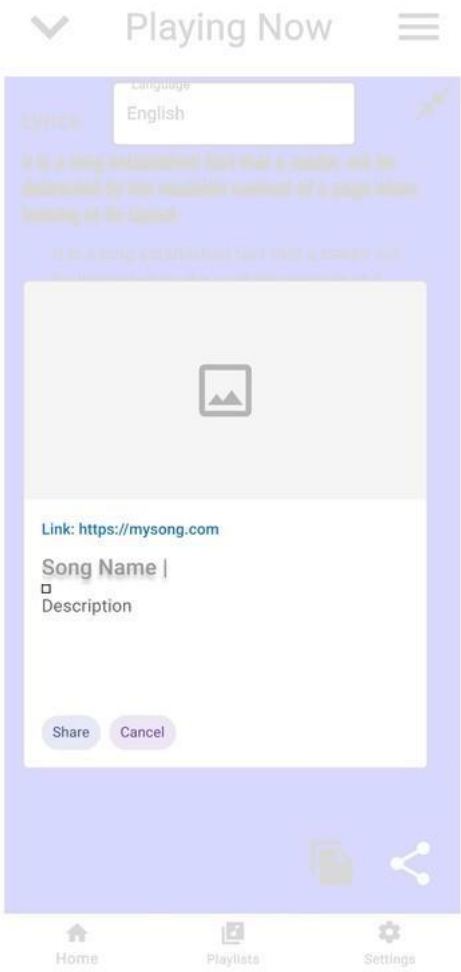 Playing Now
Language
English
Lyrics
It is a long established fact that a reader will be
distracted by the readable content of a page when
looking at its layout.
It is a long established fact that a reader will
Link: https://mysong.com
Song Name |
Description
Share
Cancel
Home
Playlists
Settings